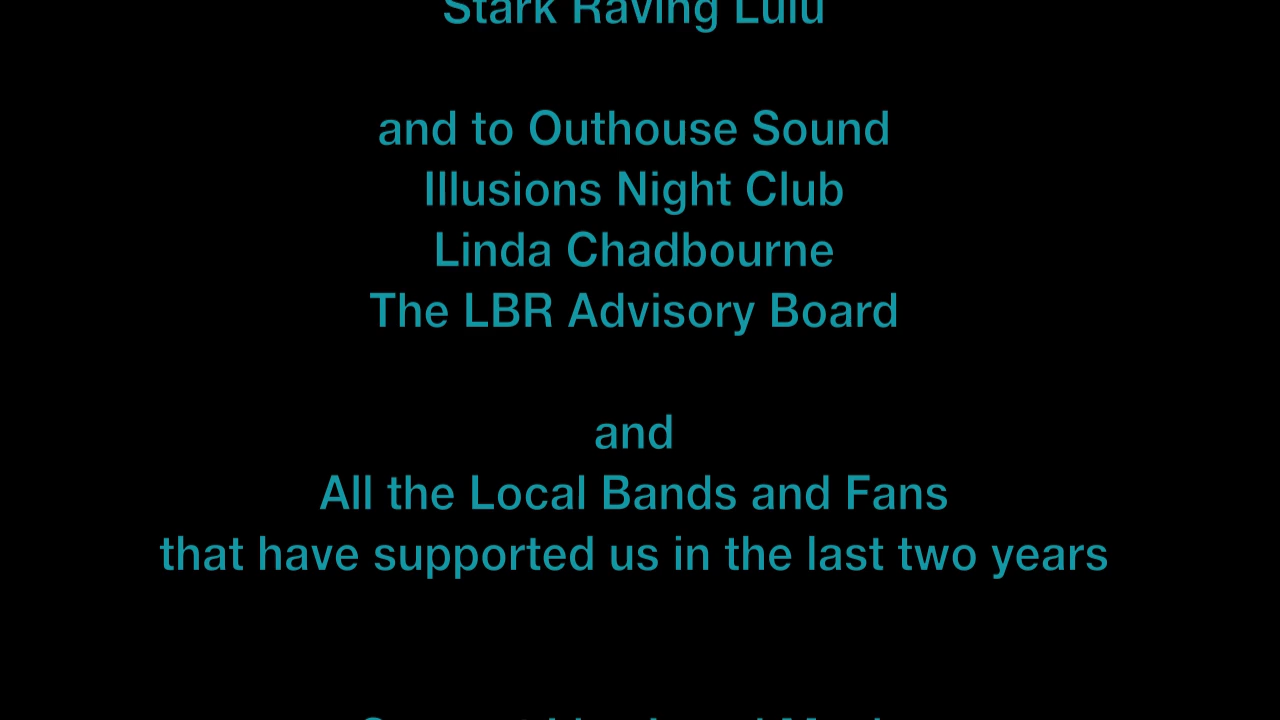 Stark Raving Lulu
and to Outhouse Sound
Illusions Night Club
Linda Chadbourne
The LBR Advisory Board
and
All the Local Bands and Fans
that have supported us in the last two years